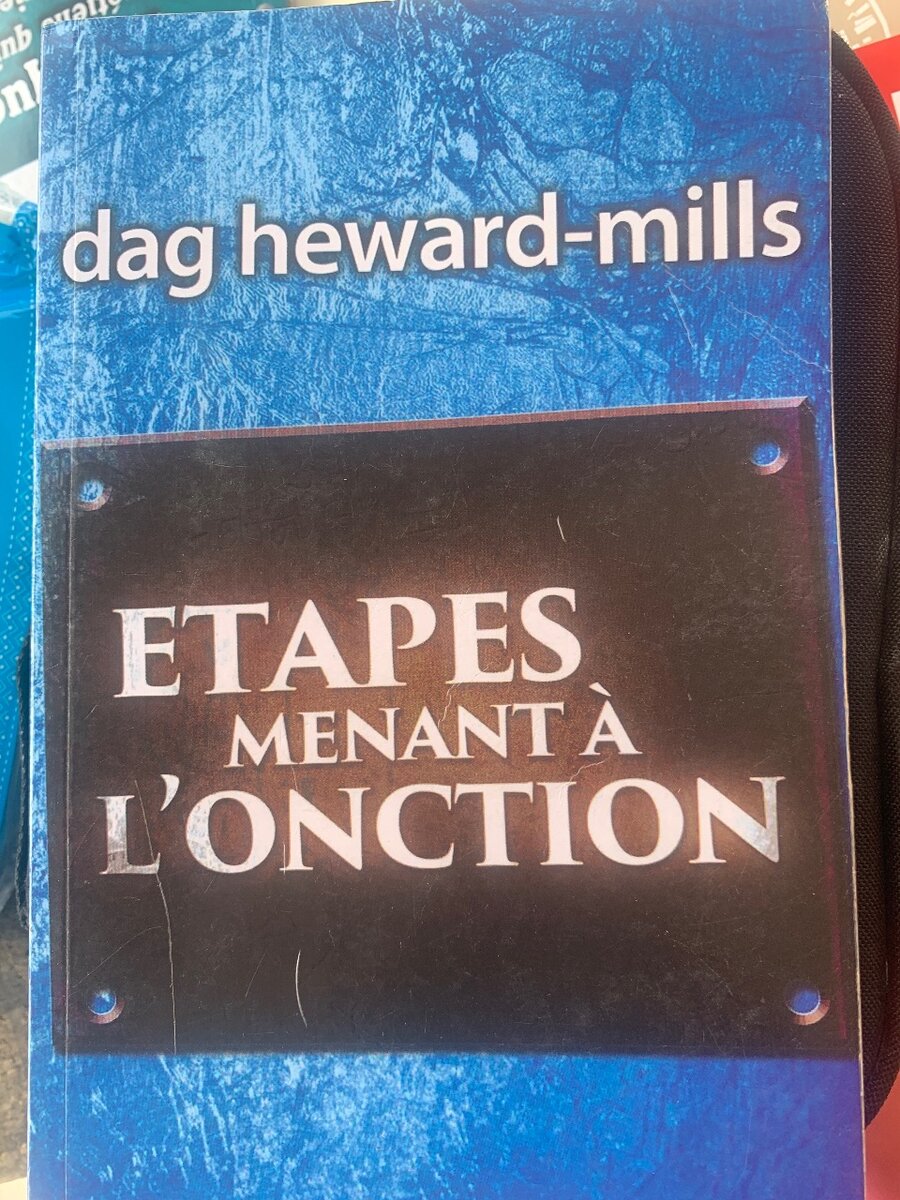 dag heward-mills
ETAPES
MENANT À
L'ONCTION